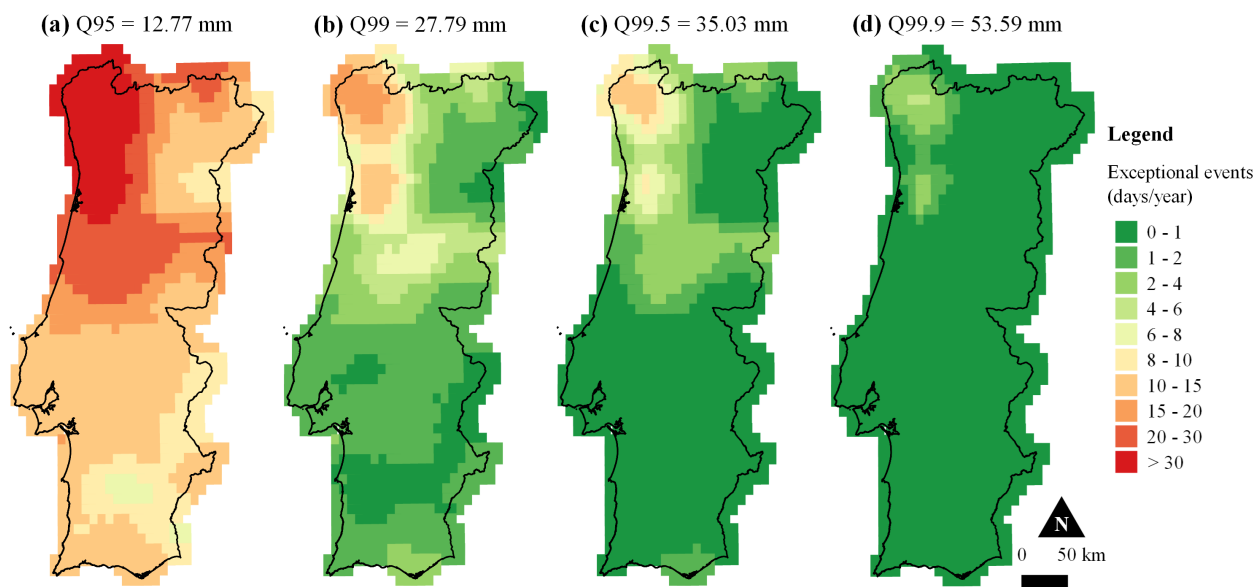 (a) Q95 = 12.77 mm
(b) Q99 = 27.79 mm
(c) Q99.5 = 35.03 mm
(d) Q99.9 = 53.59 mm
Legend
Exceptional events
(days/year)
0 - 1
1 - 2
2 - 4
4 - 6
6 - 8
8 - 10
10 - 15
15 - 20
20 - 30
> 30
N
0 50 km